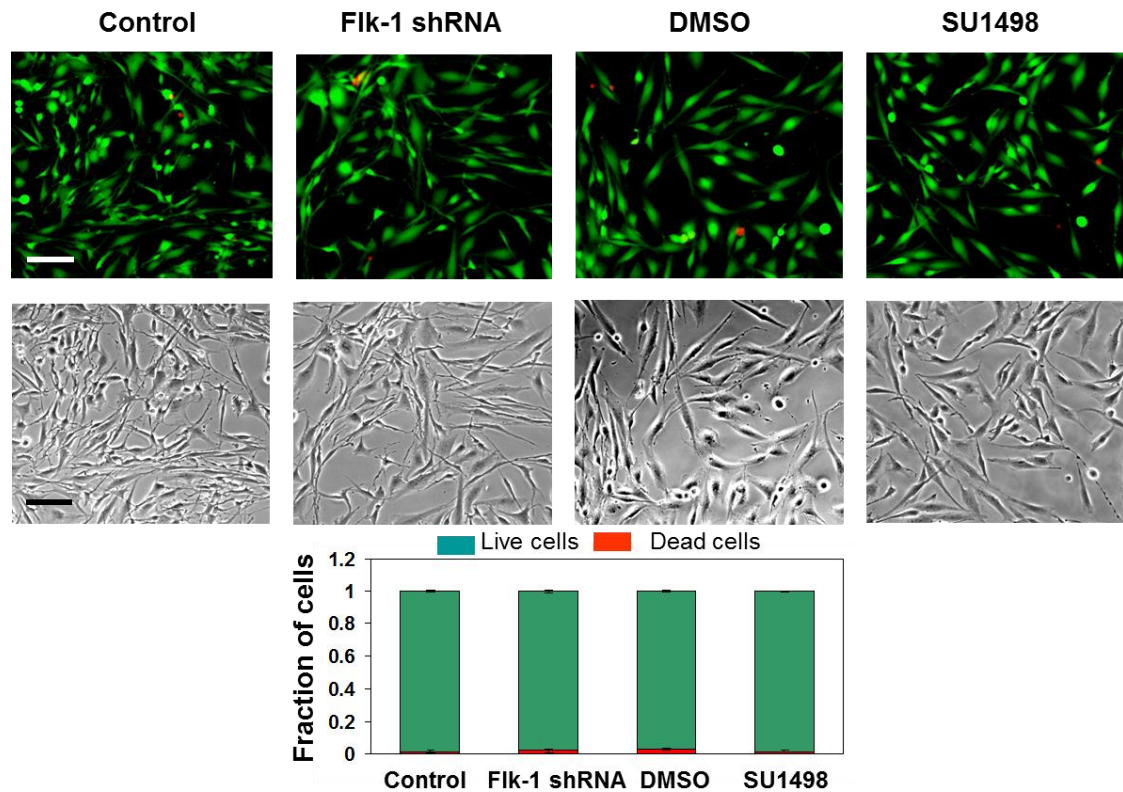 Control Flk-1 shRNA DMSO SU1498
Live cells Dead cells
Fraction of cells
1.2
1
0.8
0.6
0.4
0.2
0
Control Flk-1 shRNA DMSO SU1498